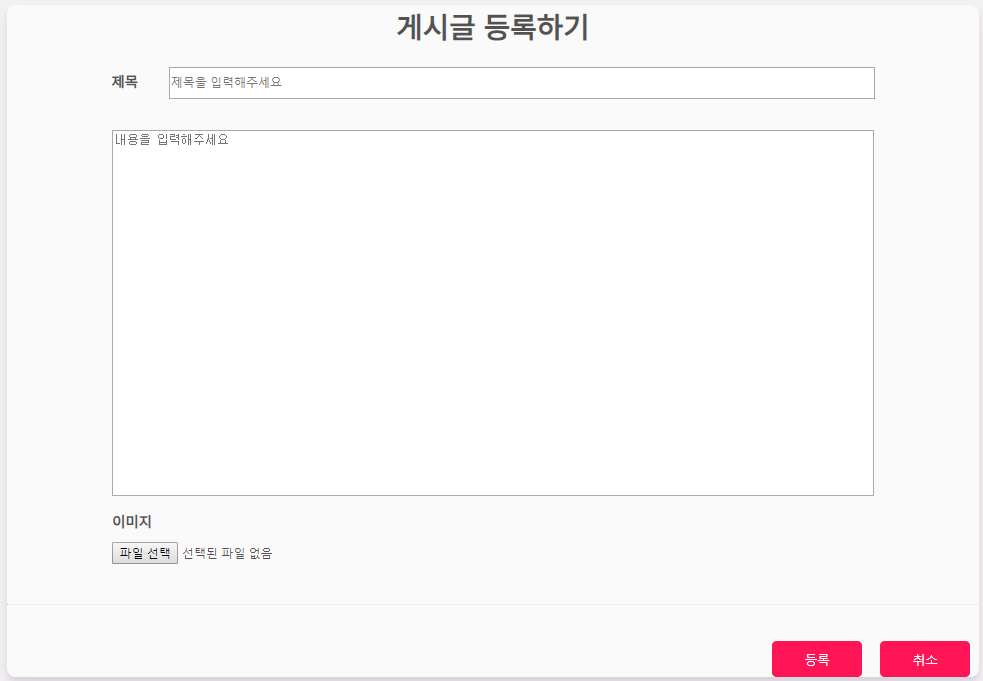 게시글 등록하기
제목 제목을 입력해주세요
내용을 입력해주세요
이미지
파일 선택 선택된 파일 없음
등록 취소